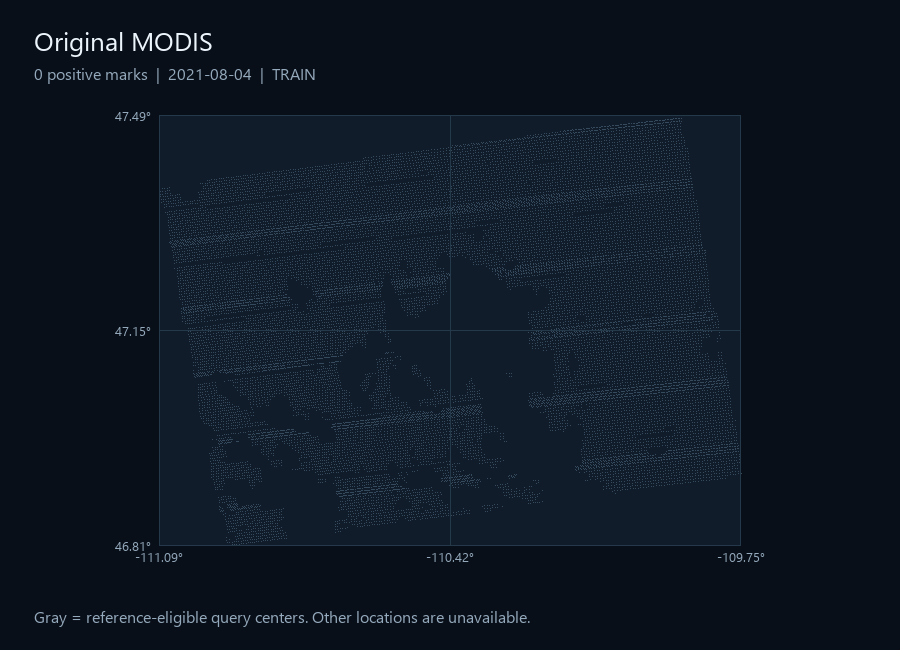 Original MODIS
0 positive marks | 2021-08-04 | TRAIN
47.49°
47.15°
46.81°
-111.09°
-110.42°
-109.75°
Gray = reference-eligible query centers. Other locations are unavailable.